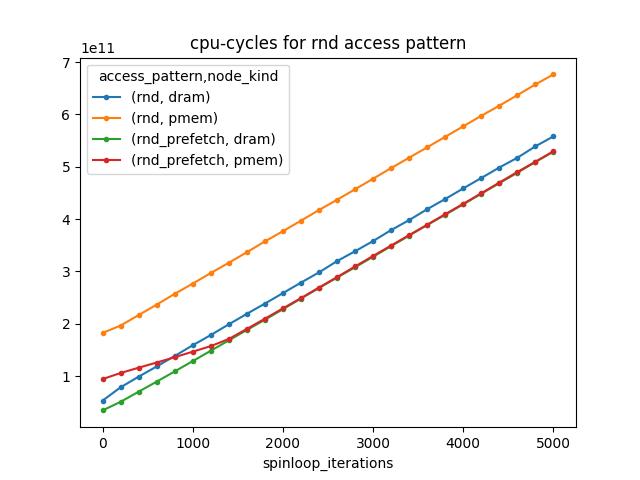 cpu-cycles for rnd access pattern
1e11
7
6
5
4
3
2
1
access_pattern,node_kind
(rnd, dram)
(rnd, pmem)
(rnd_prefetch, dram)
(rnd_prefetch, pmem)
0 1000 2000 3000 4000 5000
spinloop_iterations